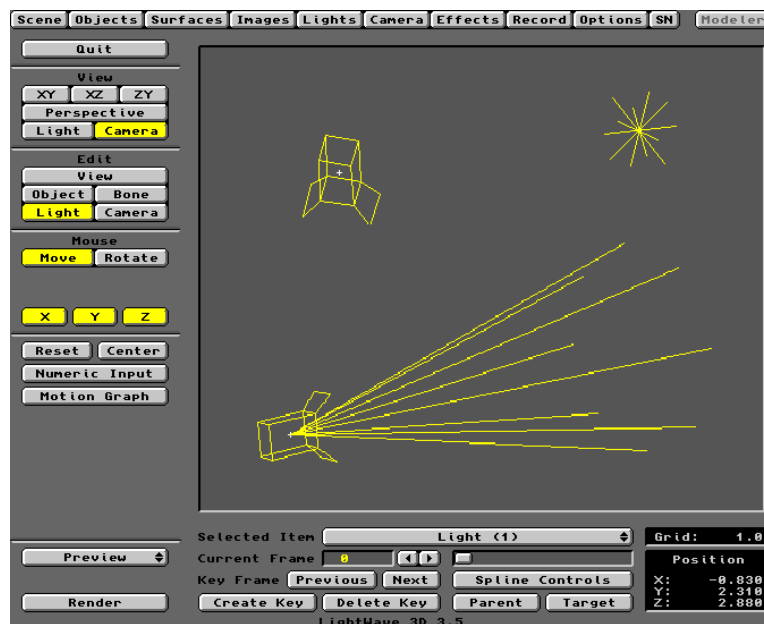 Scene Objects Surfaces Images Lights Camera Effects Record Options SN Modeler
Quit
View
XY XZ ZY
Perspective
Light Camera
Edit
View
Object Bone
Light Camera
Mouse
Move Rotate
X Y Z
Reset Center
Numeric Input
Motion Graph
Preview
Render
Selected Item Light (1)
Current Frame 0
Key Frame Previous Next Spline Controls
Create Key Delete Key Parent Target
LightWave 3D 3.5
Grid: 1.0
Position
X: -0.830
Y: 2.310
Z: 2.880